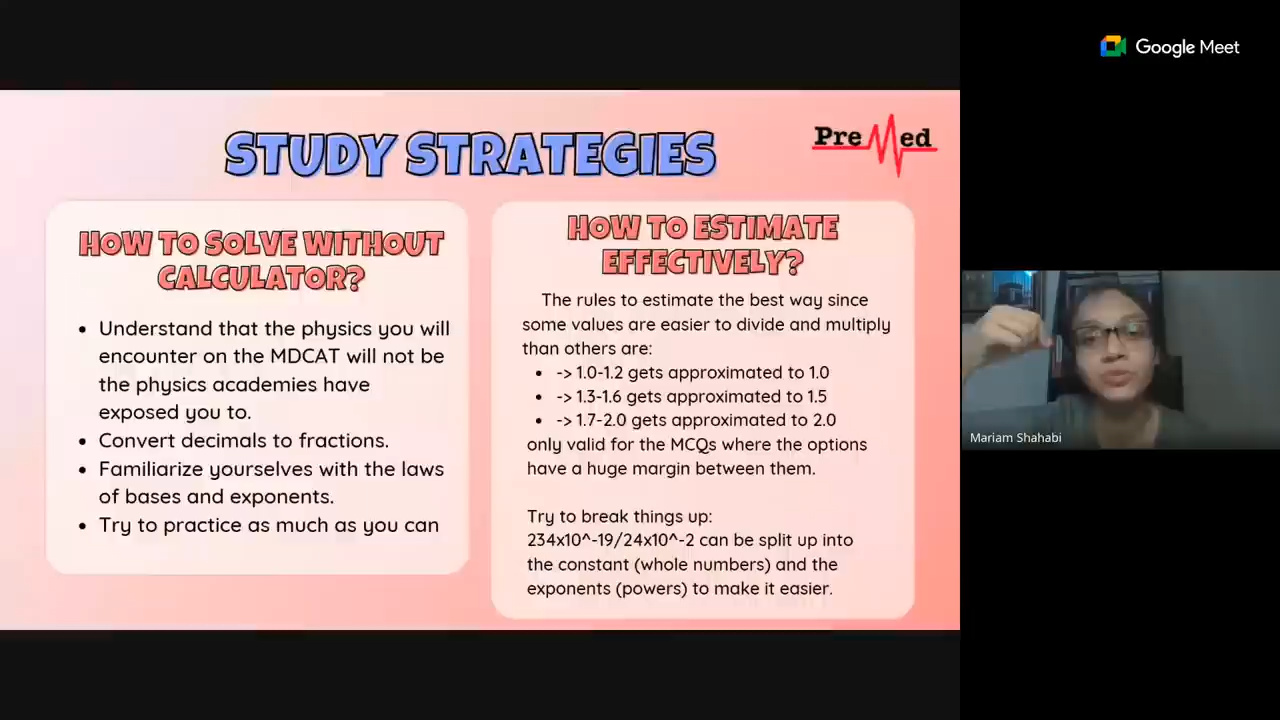 Google Meet
STUDY STRATEGIES
PreMed
HOW TO SOLVE WITHOUT
CALCULATOR?
• Understand that the physics you will
encounter on the MDCAT will not be
the physics academies have
exposed you to.
• Convert decimals to fractions.
• Familiarize yourselves with the laws
of bases and exponents.
• Try to practice as much as you can
HOW TO ESTIMATE
EFFECTIVELY?
The rules to estimate the best way since
some values are easier to divide and multiply
than others are:
• -> 1.0-1.2 gets approximated to 1.0
• -> 1.3-1.6 gets approximated to 1.5
• -> 1.7-2.0 gets approximated to 2.0
only valid for the MCQs where the options
have a huge margin between them.
Try to break things up:
234x10^-19/24x10^-2 can be split up into
the constant (whole numbers) and the
exponents (powers) to make it easier.
Mariam Shahabi